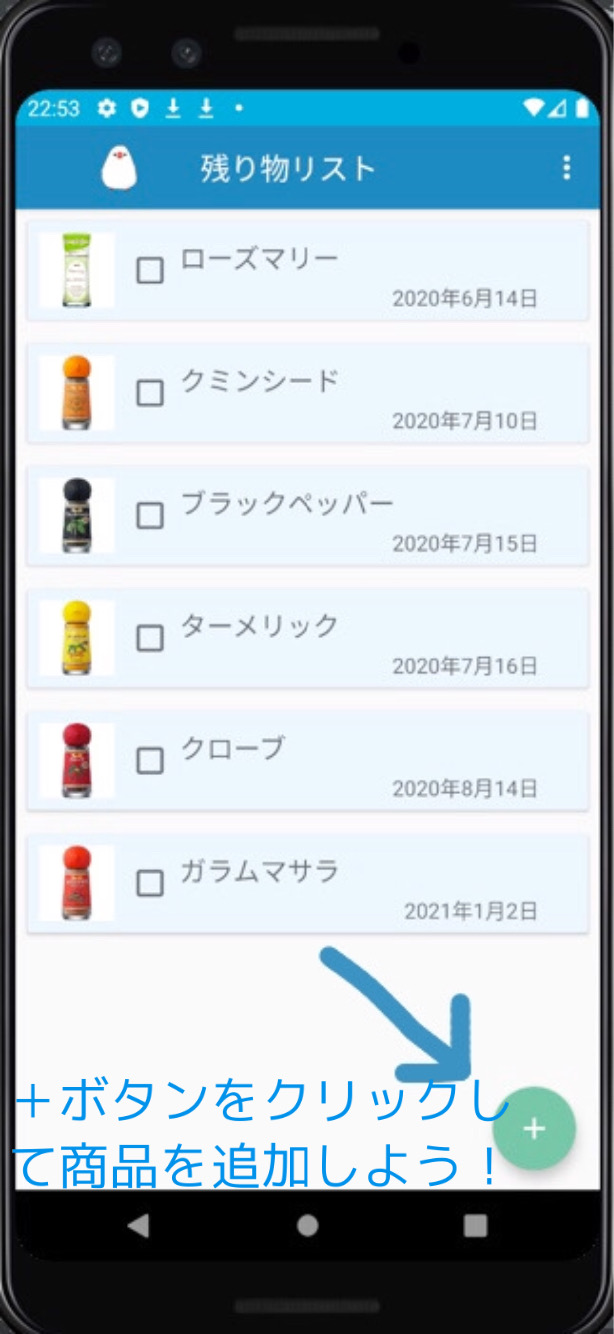 22:53
残り物リスト
ローズマリー
2020年6月14日
クミンシード
2020年7月10日
ブラックペッパー
2020年7月15日
ターメリック
2020年7月16日
クローブ
2020年8月14日
ガラムマサラ
2021年1月2日
+ボタンをクリックし
て商品を追加しよう!
+